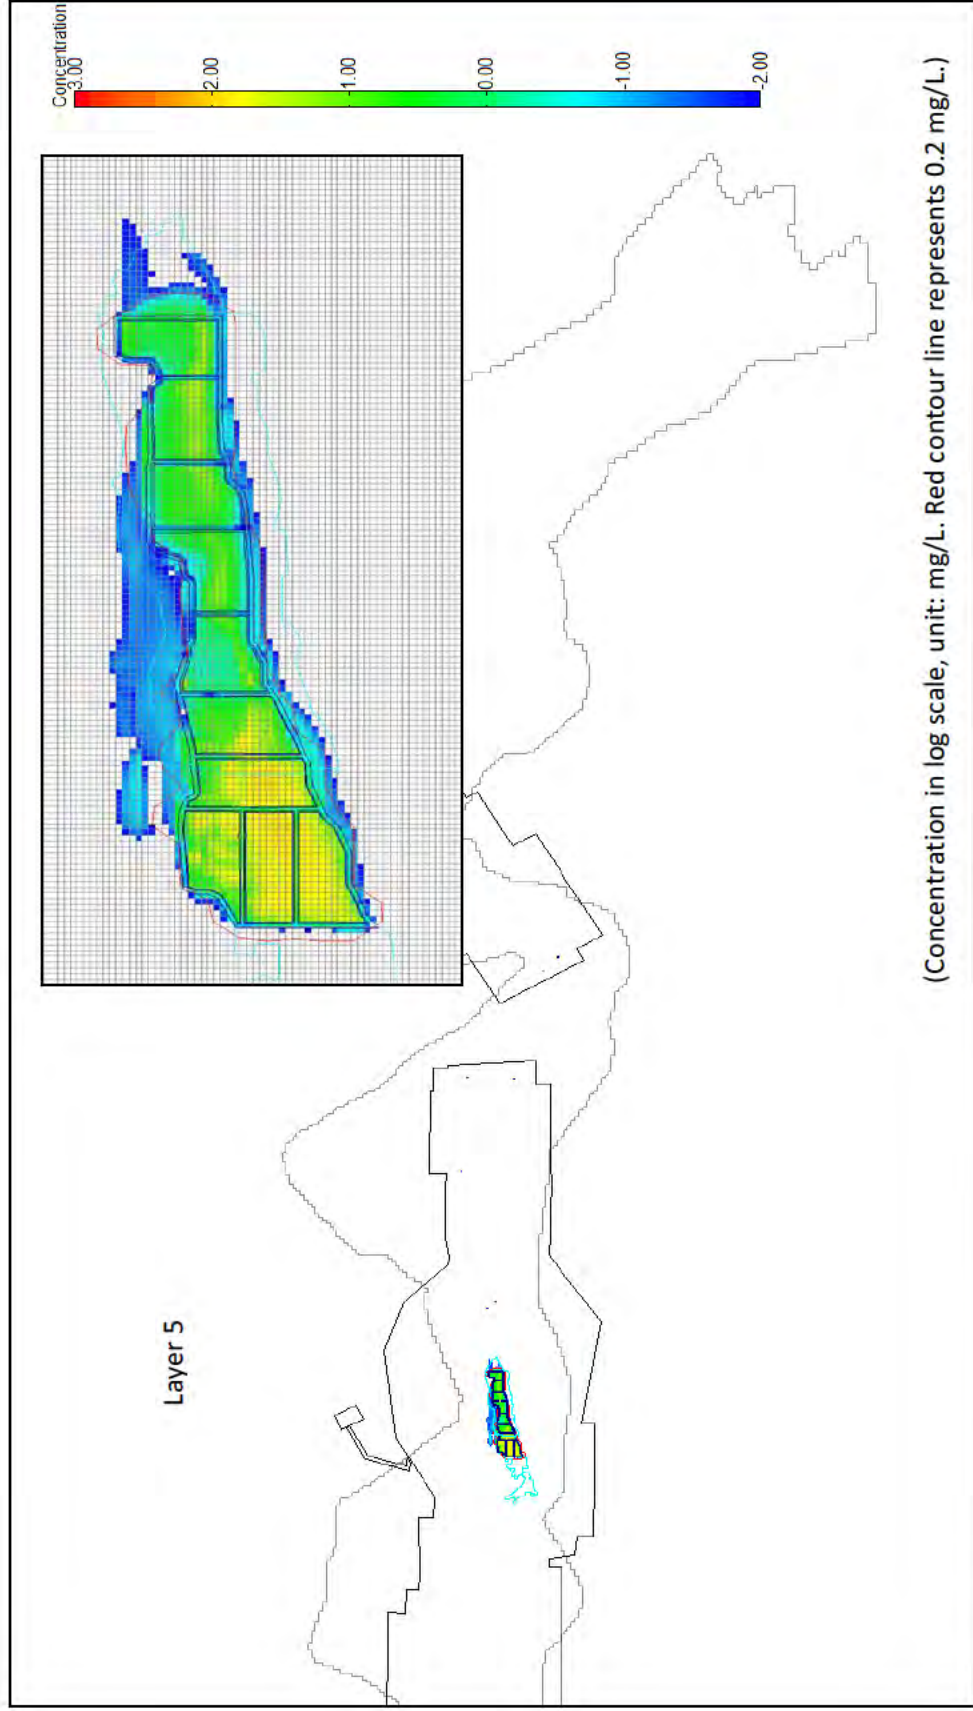 Concentration
3.00
2.00
1.00
0.00
-1.00
-2.00
Layer 5
(Concentration in log scale, unit: mg/L. Red contour line represents 0.2 mg/L.)